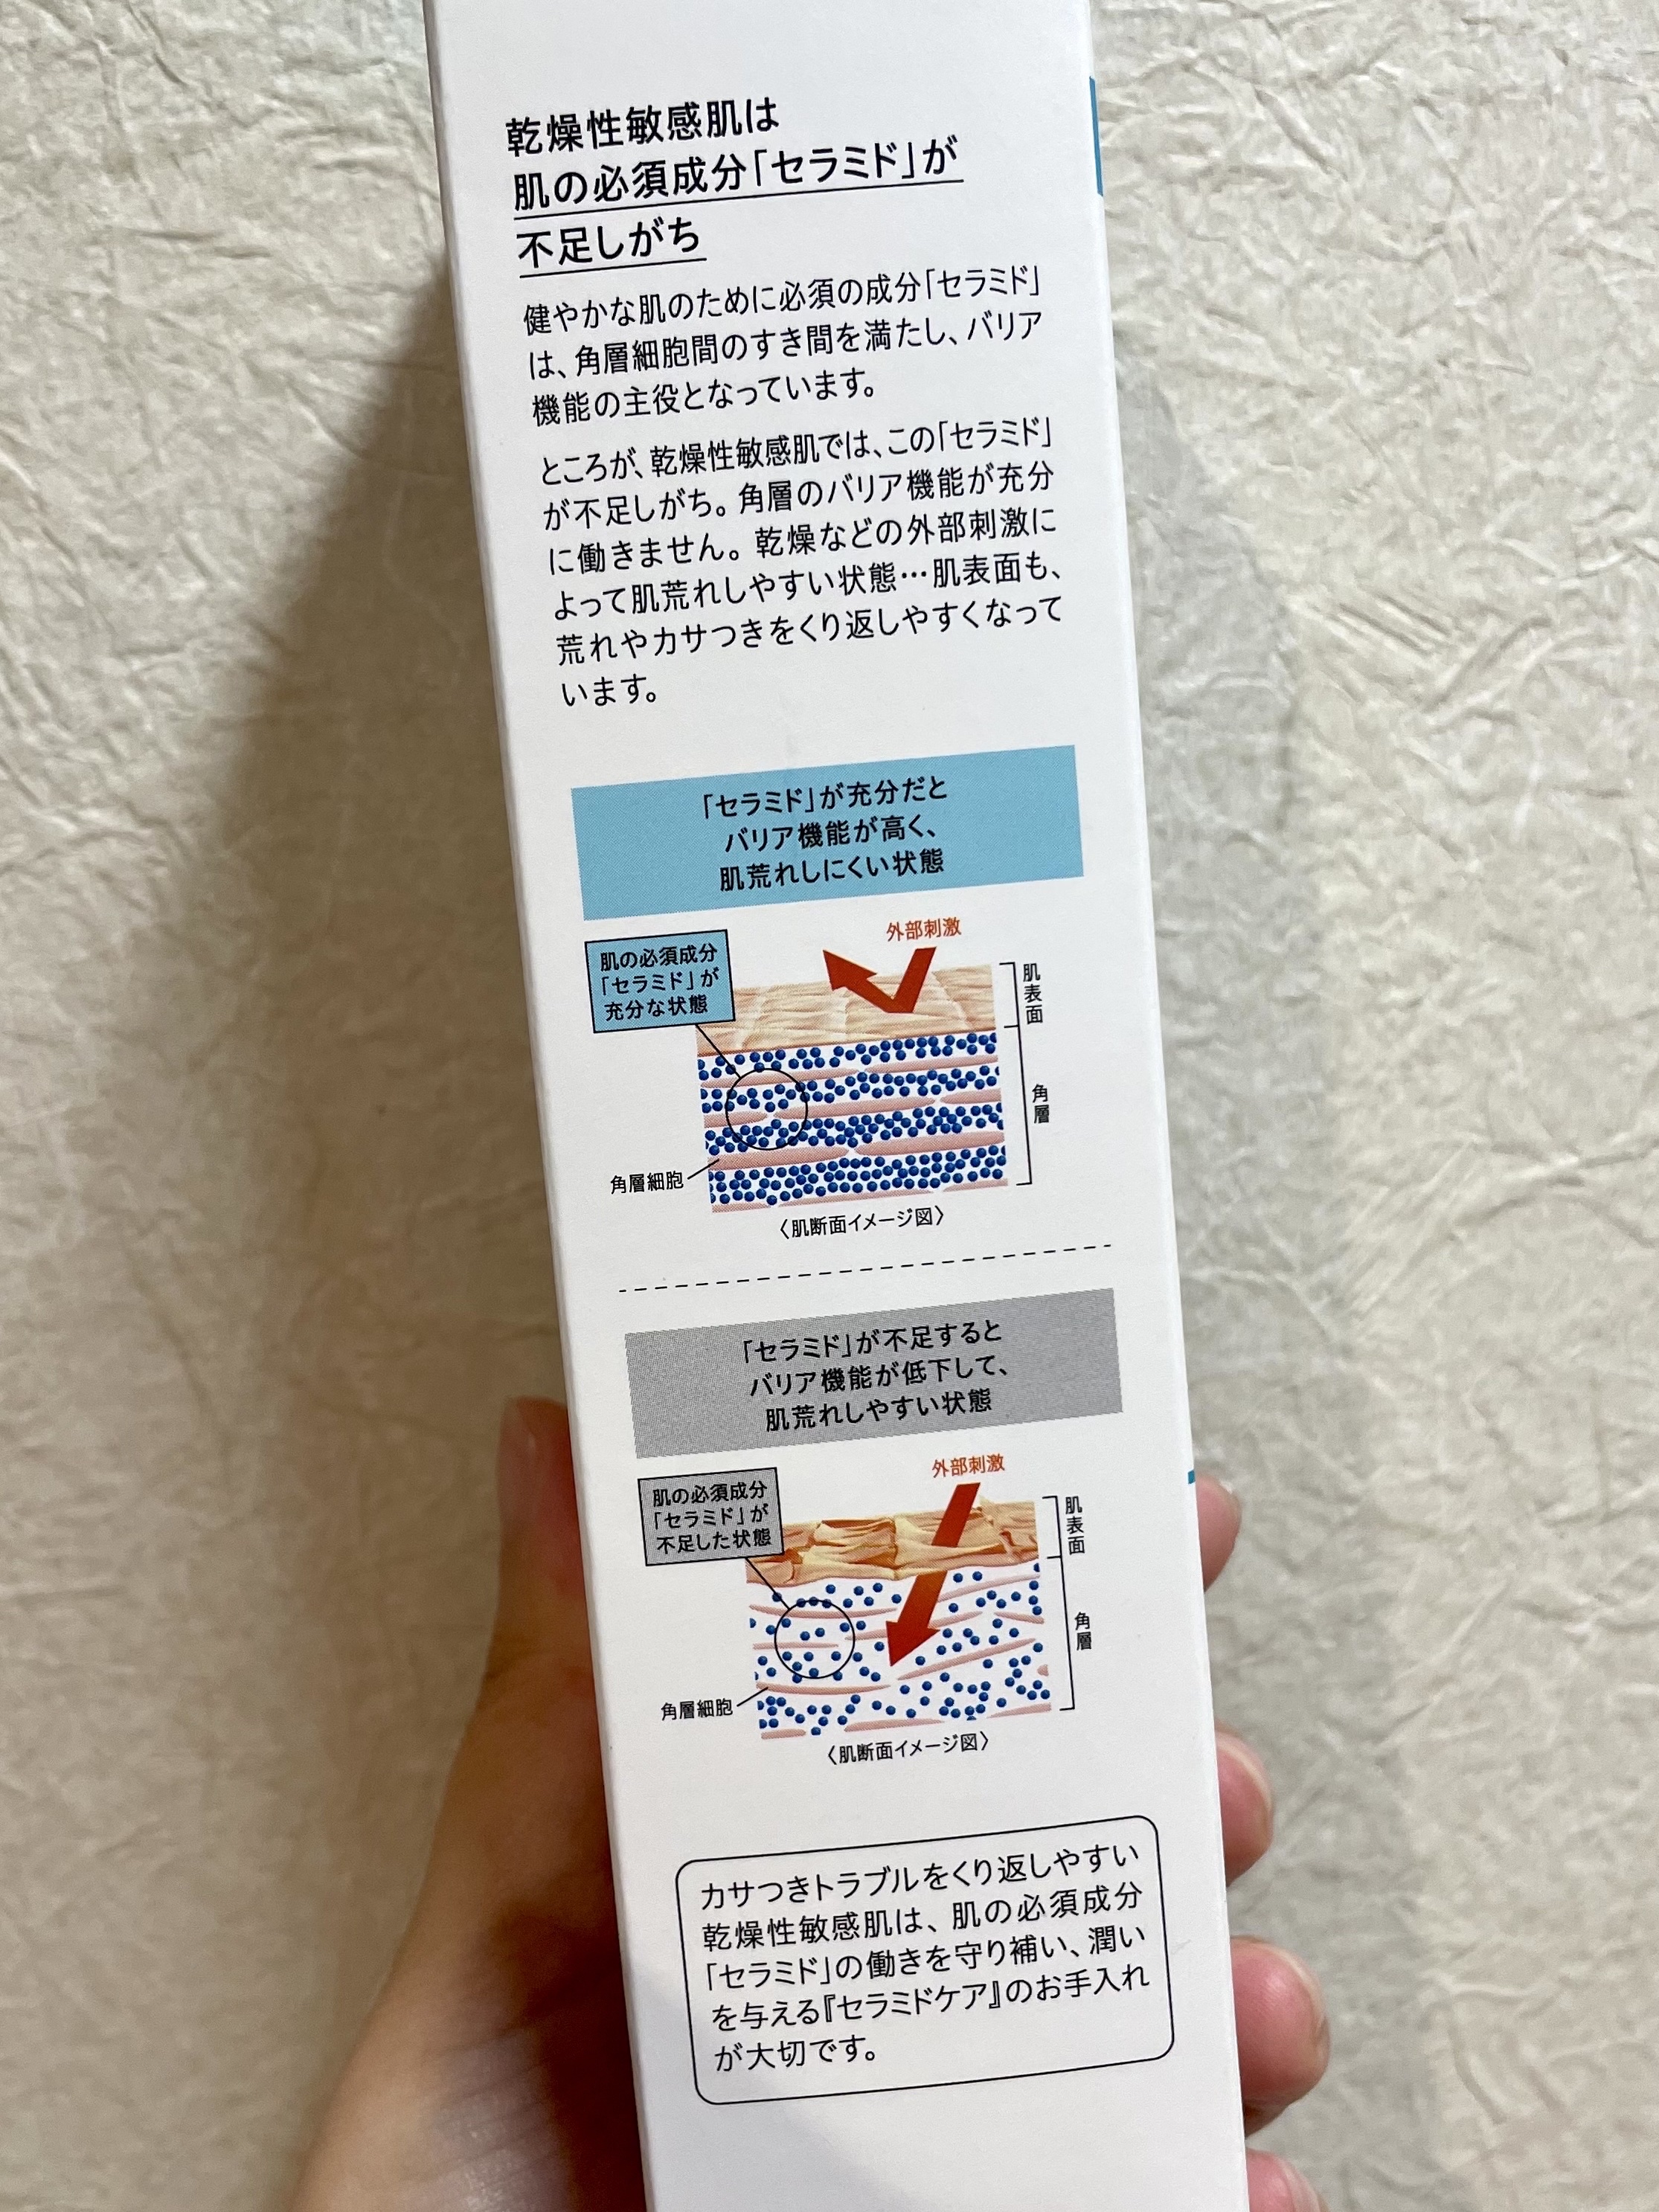 乾燥性敏感肌は
肌の必須成分「セラミド」が
不足しがち
健やかな肌のために必須の成分「セラミド」
は、角層細胞間のすき間を満たし、バリア
機能の主役となっています。
ところが、乾燥性敏感肌では、この「セラミド」
が不足しがち。角層のバリア機能が充分
に働きません。乾燥などの外部刺激に
よって肌荒れしやすい状態…肌表面も、
荒れやカサつきをくり返しやすくなって
います。
「セラミド」が充分だと
バリア機能が高く、
肌荒れしにくい状態
外部刺激
肌の必須成分
「セラミド」が
充分な状態
肌表面
角層
角層細胞
〈肌断面イメージ図〉
「セラミド」が不足すると
バリア機能が低下して、
肌荒れしやすい状態
外部刺激
肌の必須成分
「セラミド」が
不足した状態
肌表面
角層
角層細胞
〈肌断面イメージ図〉
カサつきトラブルをくり返しやすい
乾燥性敏感肌は、肌の必須成分
「セラミド」の働きを守り補い、潤い
を与える『セラミドケア』のお手入れ
が大切です。